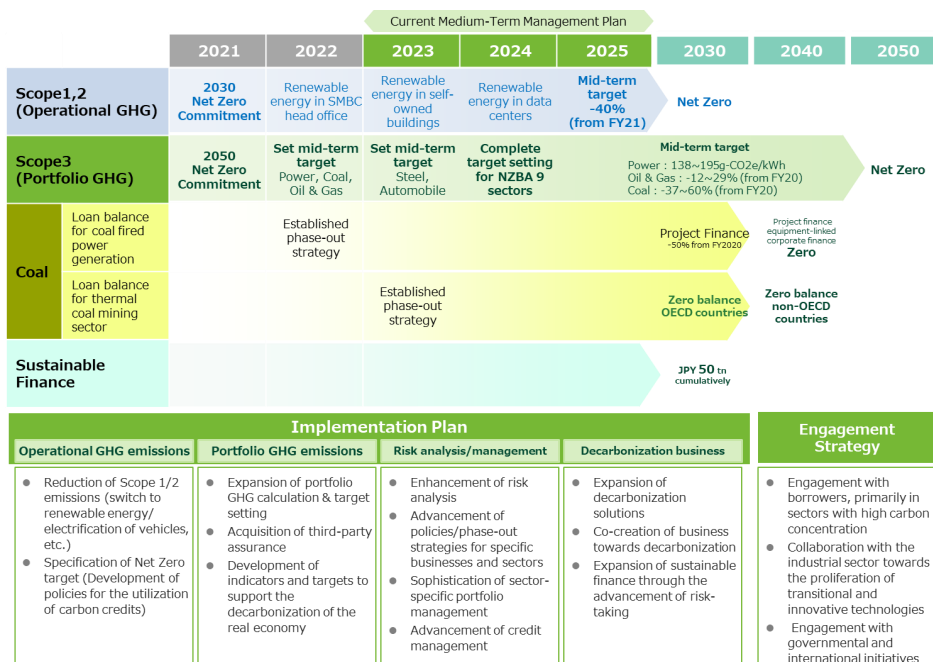 Current Medium-Term Management Plan
2021
2022
2023
2024
2025
2030
2040
2050
Scope1,2
(Operational GHG)
2030
Net Zero
Commitment
Renewable
energy in SMBC
head office
Renewable
energy in self-
owned
buildings
Renewable
energy in data
centers
Mid-term
target
-40%
(from FY21)
Net Zero
Scope3
(Portfolio GHG)
2050
Net Zero
Commitment
Set mid-term
target
Power, Coal,
Oil & Gas
Set mid-term
target
Steel,
Automobile
Complete
target setting
for NZBA 9
sectors
Mid-term target
Power : 138~195g-CO2e/kWh
Oil & Gas : -12~29% (from FY20)
Coal : -37~60% (from FY20)
Net Zero
Coal
Loan balance
for coal fired
power
generation
Established
phase-out
strategy
Project Finance
-50% from FY2020
Project finance
equipment-linked
corporate finance
Zero
Loan balance
for thermal
coal mining
sector
Established
phase-out
strategy
Zero balance
OECD countries
Zero balance
non-OECD
countries
Sustainable
Finance
JPY 50 tn
cumulatively
Implementation Plan
Operational GHG emissions
● Reduction of Scope 1/2
emissions (switch to
renewable energy/
electrification of vehicles,
etc.)
● Specification of Net Zero
target (Development of
policies for the utilization
of carbon credits)
Portfolio GHG emissions
● Expansion of portfolio
GHG calculation & target
setting
● Acquisition of third-party
assurance
● Development of
indicators and targets to
support the
decarbonization of the
real economy
Risk analysis/management
● Enhancement of risk
analysis
● Advancement of
policies/phase-out
strategies for specific
businesses and sectors
● Sophistication of sector-
specific portfolio
management
● Advancement of credit
management
Decarbonization business
● Expansion of
decarbonization
solutions
● Co-creation of business
towards decarbonization
● Expansion of sustainable
finance through the
advancement of risk-
taking
Engagement
Strategy
● Engagement with
borrowers, primarily in
sectors with high carbon
concentration
● Collaboration with the
industrial sector towards
the proliferation of
transitional and
innovative technologies
● Engagement with
governmental and
international initiatives